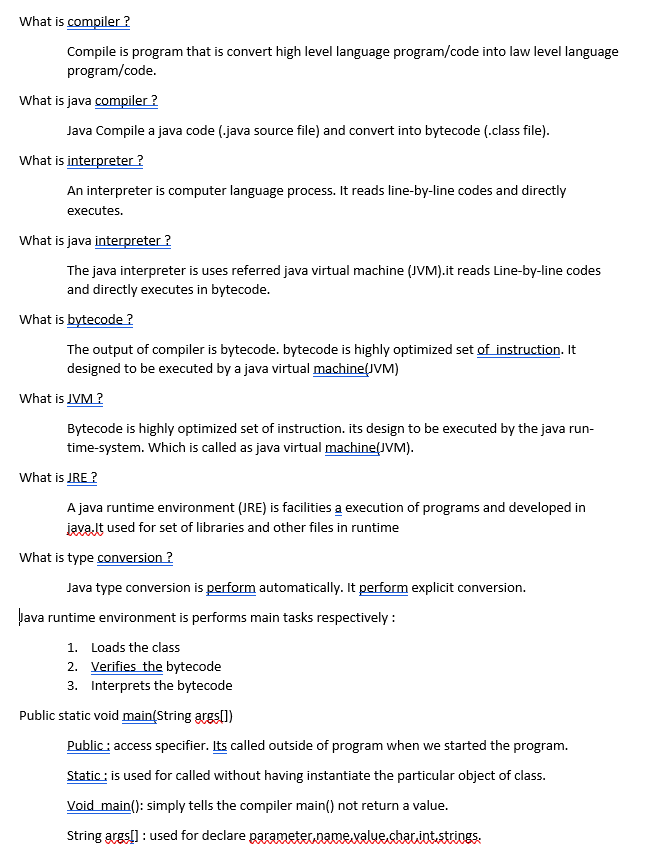 What is compiler ?
Compile is program that is convert high level language program/code into law level language
program/code.
What is java compiler ?
Java Compile a java code (.java source file) and convert into bytecode (.class file).
What is interpreter ?
An interpreter is computer language process. It reads line-by-line codes and directly
executes.
What is java interpreter ?
The java interpreter is uses referred java virtual machine (JVM).it reads Line-by-line codes
and directly executes in bytecode.
What is bytecode ?
The output of compiler is bytecode. bytecode is highly optimized set of  instruction. It
designed to be executed by a java virtual machine(JVM)
What is JVM ?
Bytecode is highly optimized set of instruction. its design to be executed by the java run-
time-system. Which is called as java virtual machine(JVM).
What is JRE ?
A java runtime environment (JRE) is facilities a execution of programs and developed in
java.It used for set of libraries and other files in runtime
What is type conversion ?
Java type conversion is perform automatically. It perform explicit conversion.
Java runtime environment is performs main tasks respectively :
1. Loads the class
2. Verifies  the bytecode
3. Interprets the bytecode
Public static void main(String args[])
Public : access specifier. Its called outside of program when we started the program.
Static : is used for called without having instantiate the particular object of class.
Void  main(): simply tells the compiler main() not return a value.
String args[] : used for declare parameter,name,value,char,int,strings.